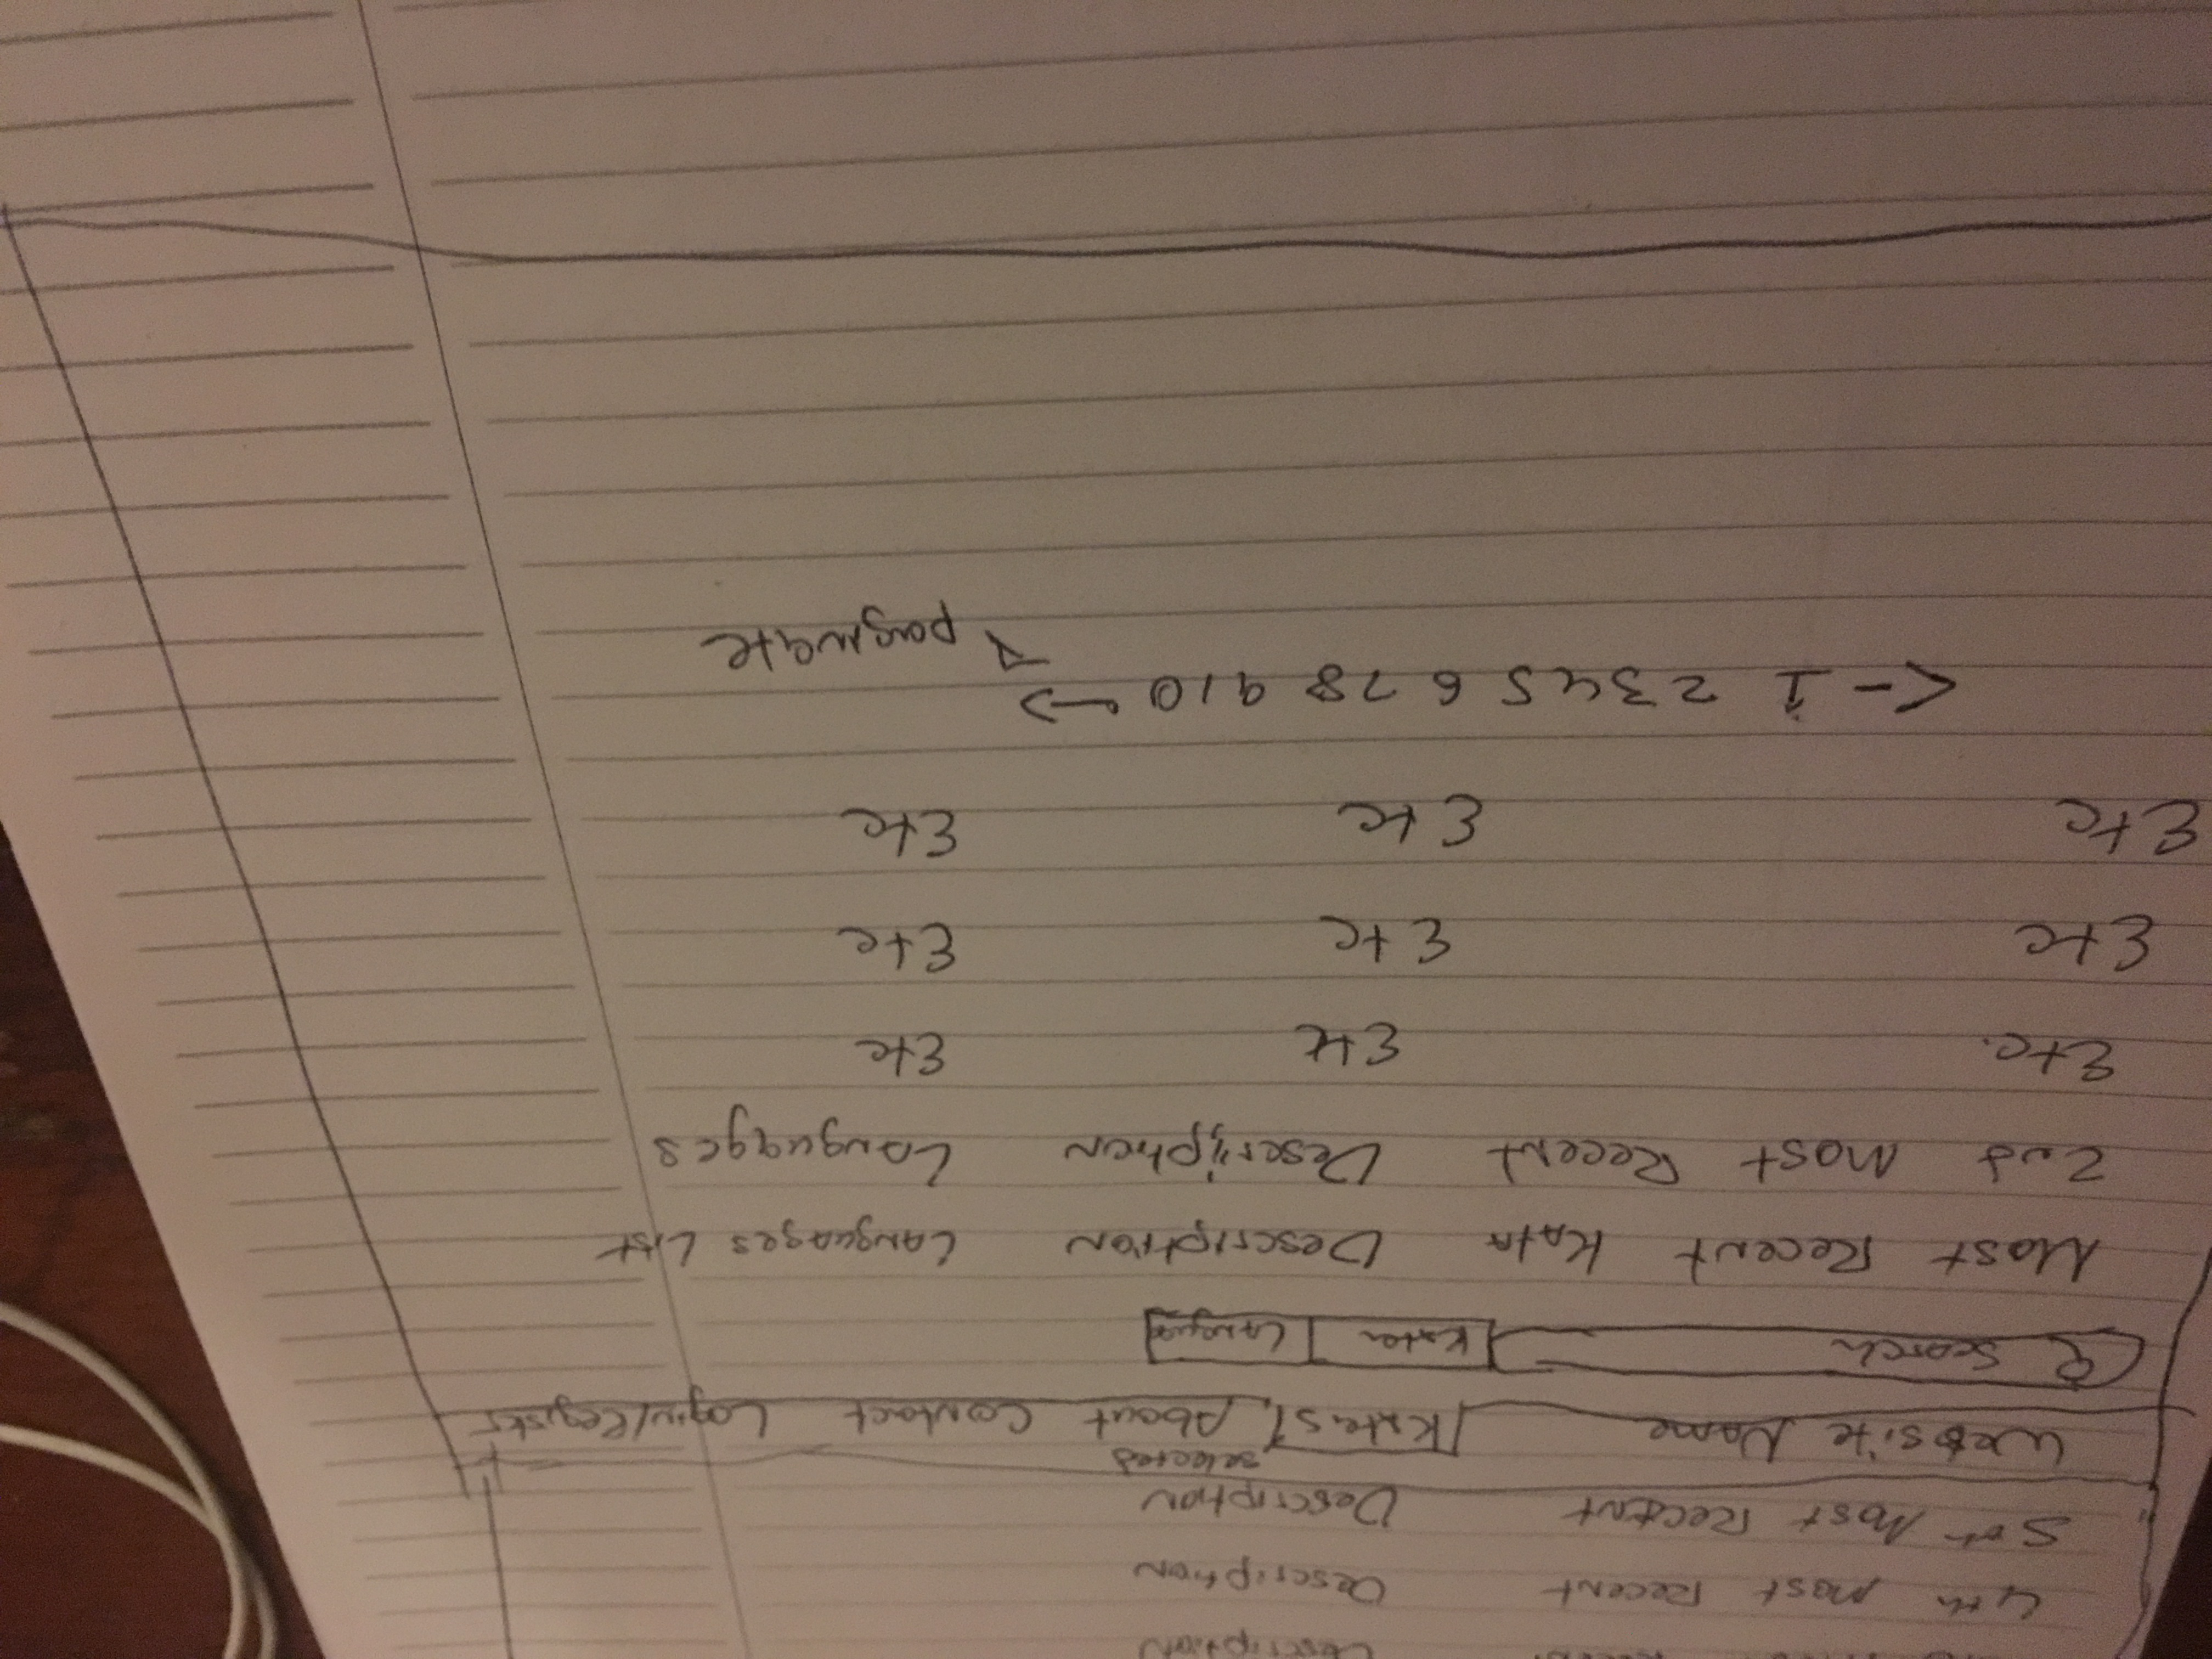 Recent Description
4th Most Recent Description
5th Most Recent Description
selected
Website Name Katas About Contact Login/Register
Search Kata Language
Most Recent Kata Description Languages List
2nd Most Recent Description Languages
Etc. Etc Etc
Etc Etc Etc
Etc Etc Etc
<- 1 2 3 4 5 6 7 8 9 10 ->
paginate